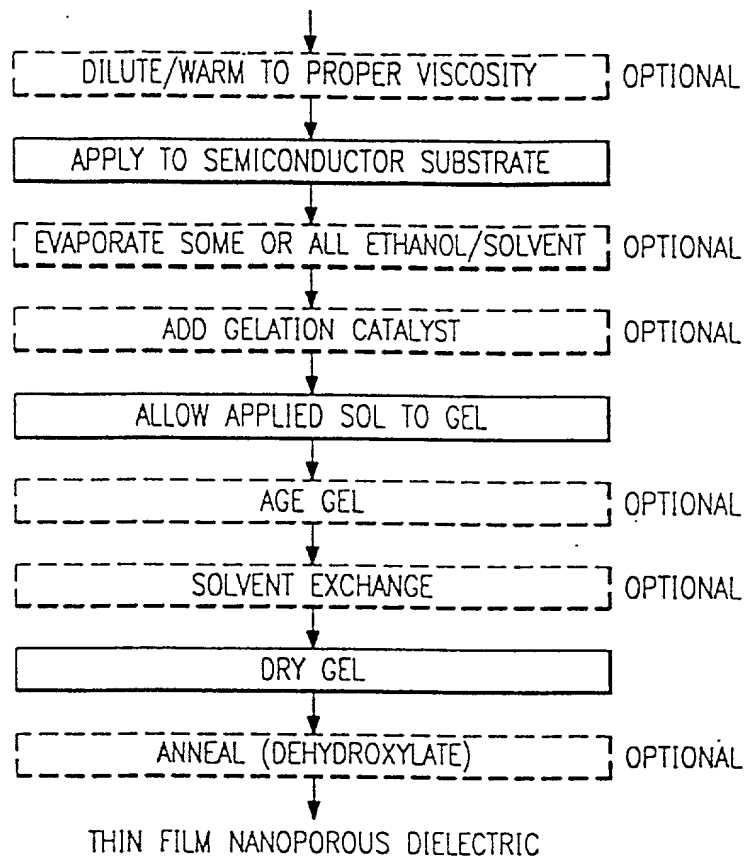 DILUTE/WARM TO PROPER VISCOSITY OPTIONAL
APPLY TO SEMICONDUCTOR SUBSTRATE
EVAPORATE SOME OR ALL ETHANOL/SOLVENT OPTIONAL
ADD GELATION CATALYST OPTIONAL
ALLOW APPLIED SOL TO GEL
AGE GEL OPTIONAL
SOLVENT EXCHANGE OPTIONAL
DRY GEL
ANNEAL (DEHYDROXYLATE) OPTIONAL
THIN FILM NANOPOROUS DIELECTRIC